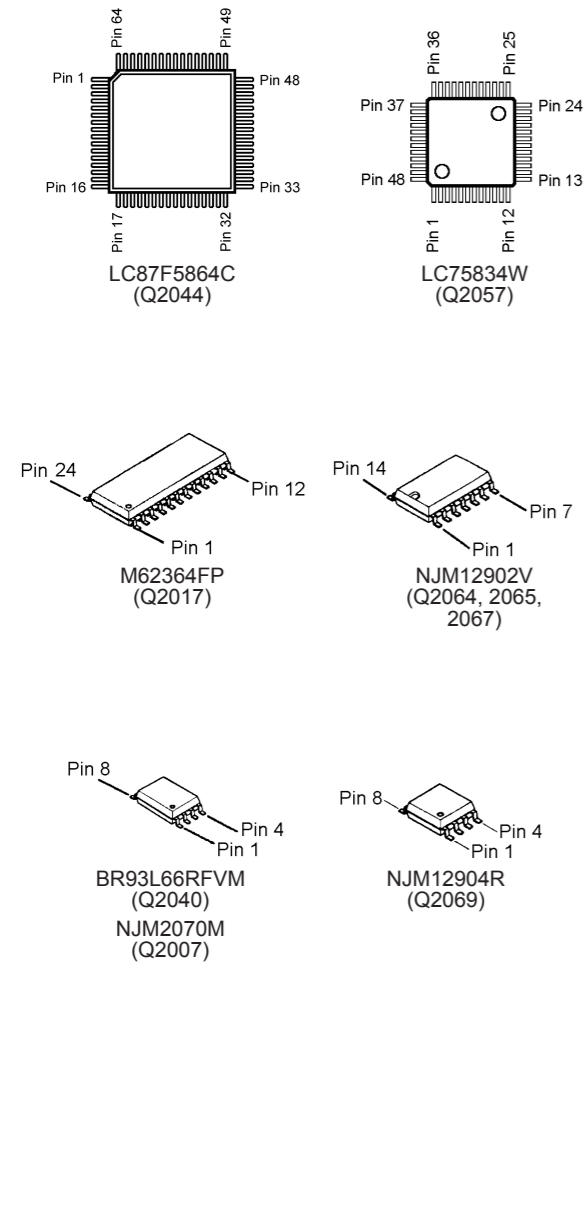 Pin 64
Pin 49
Pin 1
Pin 48
Pin 16
Pin 33
Pin 17
Pin 32
LC87F5864C
(Q2044)
Pin 36
Pin 25
Pin 37
Pin 24
Pin 48
Pin 13
Pin 1
Pin 12
LC75834W
(Q2057)
Pin 24
Pin 12
Pin 1
M62364FP
(Q2017)
Pin 14
Pin 7
Pin 1
NJM12902V
(Q2064, 2065,
2067)
Pin 8
Pin 4
Pin 1
BR93L66RFVM
(Q2040)
NJM2070M
(Q2007)
Pin 8
Pin 4
Pin 1
NJM12904R
(Q2069)